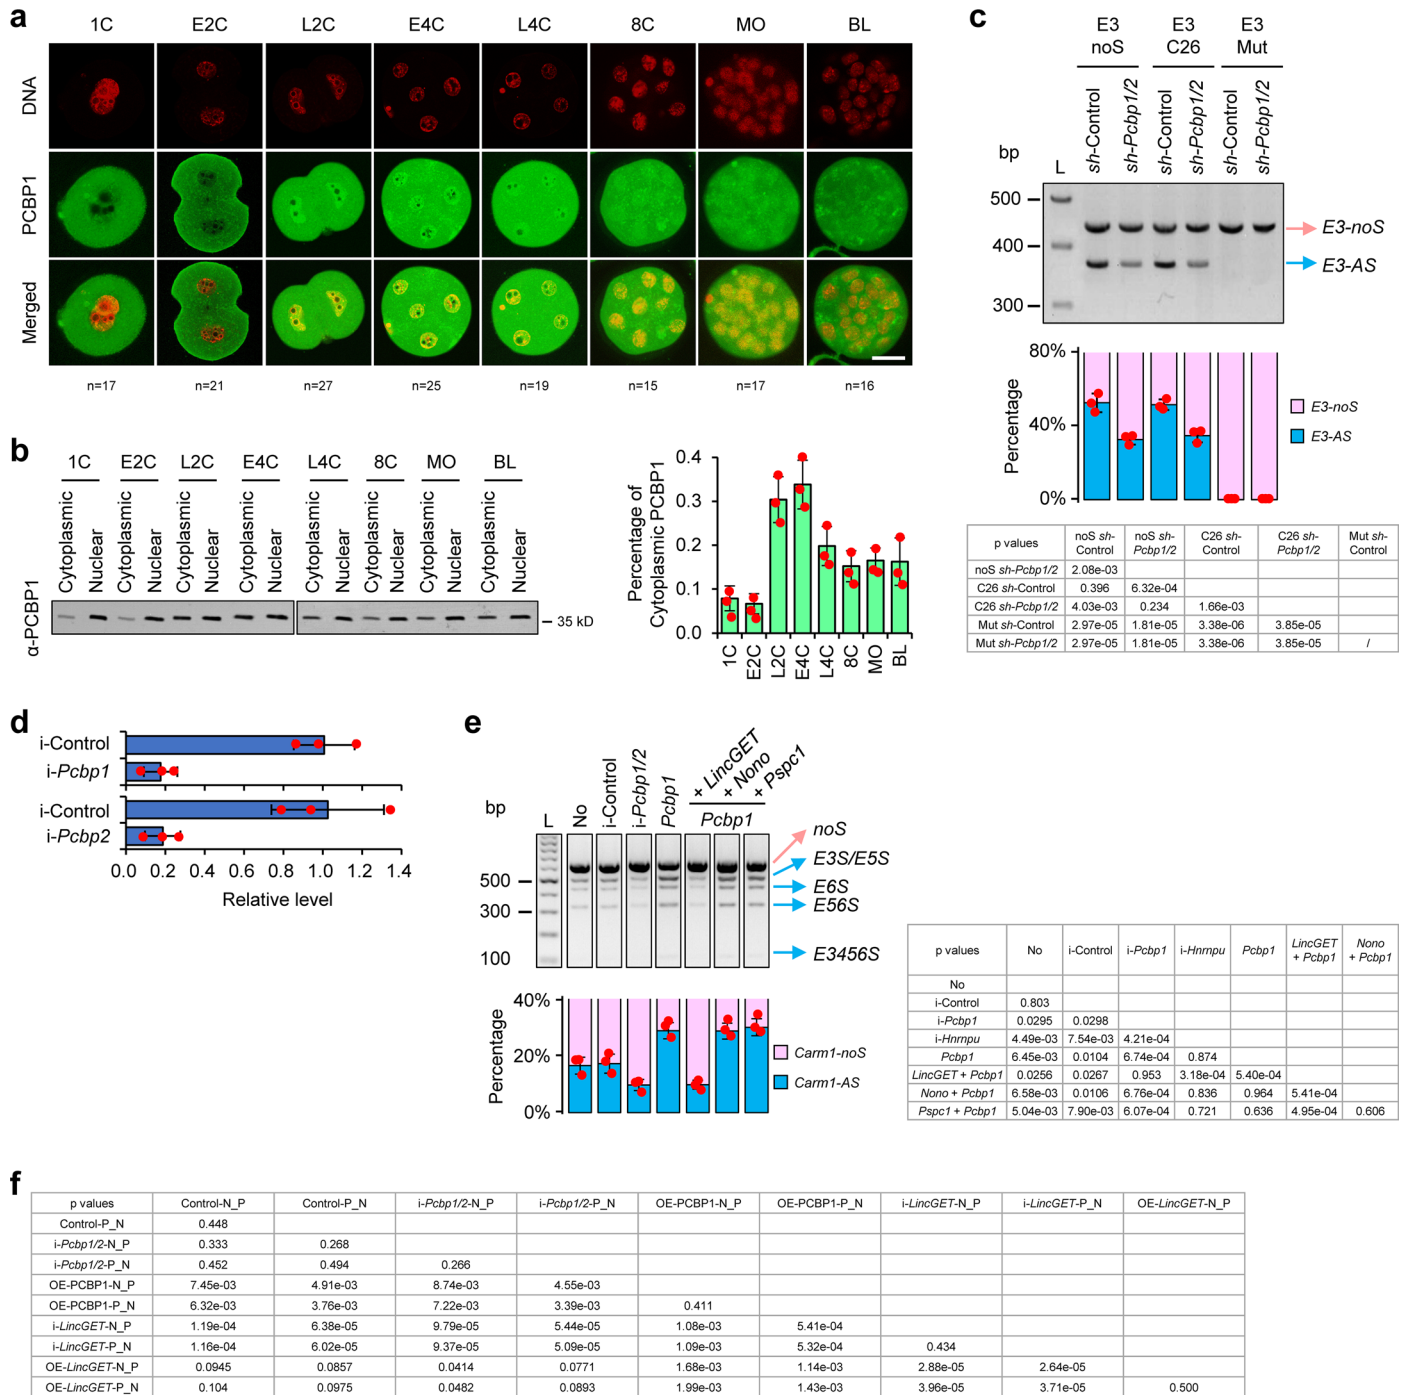 a
1C E2C L2C E4C L4C 8C MO BL
DNA
PCBP1
Merged
n=17 n=21 n=27 n=25 n=19 n=15 n=17 n=16
b
1C E2C L2C E4C L4C 8C MO BL
Cytoplasmic Nuclear Cytoplasmic Nuclear Cytoplasmic Nuclear Cytoplasmic Nuclear Cytoplasmic Nuclear Cytoplasmic Nuclear Cytoplasmic Nuclear Cytoplasmic Nuclear
α-PCBP1
35 kD
Percentage of
Cytoplasmic PCBP1
0.4
0.3
0.2
0.1
0.0
1C E2C L2C E4C L4C 8C MO BL
c
E3 E3 E3
noS C26 Mut
sh-Control sh-Pcbp1/2 sh-Control sh-Pcbp1/2 sh-Control sh-Pcbp1/2
bp L
500
400
300
E3-noS
E3-AS
Percentage
80%
40%
0%
E3-noS
E3-AS
p values noS sh-Control noS sh-Pcbp1/2 C26 sh-Control C26 sh-Pcbp1/2 Mut sh-Control
noS sh-Pcbp1/2 2.08e-03
C26 sh-Control 0.396 6.32e-04
C26 sh-Pcbp1/2 4.03e-03 0.234 1.66e-03
Mut sh-Control 2.97e-05 1.81e-05 3.38e-06 3.85e-05
Mut sh-Pcbp1/2 2.97e-05 1.81e-05 3.38e-06 3.85e-05 /
d
i-Control
i-Pcbp1
i-Control
i-Pcbp2
0.0 0.2 0.4 0.6 0.8 1.0 1.2 1.4
Relative level
e
bp L No i-Control i-Pcbp1/2 Pcbp1 + LincGET + Nono + Pspc1
Pcbp1
500
300
100
noS
E3S/E5S
E6S
E56S
E3456S
Percentage
40%
20%
0%
Carm1-noS
Carm1-AS
p values No i-Control i-Pcbp1 i-Hnrnpu Pcbp1 LincGET + Pcbp1 Nono + Pcbp1
No
i-Control 0.803
i-Pcbp1 0.0295 0.0298
i-Hnrnpu 4.49e-03 7.54e-03 4.21e-04
Pcbp1 6.45e-03 0.0104 6.74e-04 0.874
LincGET + Pcbp1 0.0256 0.0267 0.953 3.18e-04 5.40e-04
Nono + Pcbp1 6.58e-03 0.0106 6.76e-04 0.836 0.964 5.41e-04
Pspc1 + Pcbp1 5.04e-03 7.90e-03 6.07e-04 0.721 0.636 4.95e-04 0.606
f
p values Control-N_P Control-P_N i-Pcbp1/2-N_P i-Pcbp1/2-P_N OE-PCBP1-N_P OE-PCBP1-P_N i-LincGET-N_P i-LincGET-P_N OE-LincGET-N_P
Control-P_N 0.448
i-Pcbp1/2-N_P 0.333 0.268
i-Pcbp1/2-P_N 0.452 0.494 0.266
OE-PCBP1-N_P 7.45e-03 4.91e-03 8.74e-03 4.55e-03
OE-PCBP1-P_N 6.32e-03 3.76e-03 7.22e-03 3.39e-03 0.411
i-LincGET-N_P 1.19e-04 6.38e-05 9.79e-05 5.44e-05 1.08e-03 5.41e-04
i-LincGET-P_N 1.16e-04 6.02e-05 9.37e-05 5.09e-05 1.09e-03 5.32e-04 0.434
OE-LincGET-N_P 0.0945 0.0857 0.0414 0.0771 1.68e-03 1.14e-03 2.88e-05 2.64e-05
OE-LincGET-P_N 0.104 0.0975 0.0482 0.0893 1.99e-03 1.43e-03 3.96e-05 3.71e-05 0.500